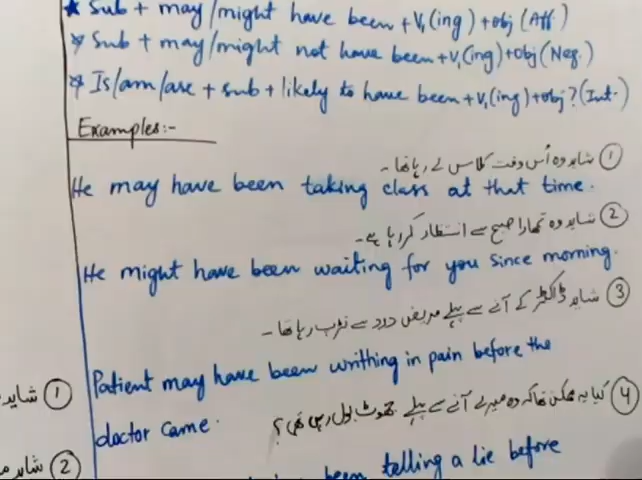 ★ Sub + may/might have been + V₁(ing) + obj (Aff.)
☆ Sub + may/might not have been + V₁(ing) + obj (Neg.)
☆ Is/am/are + sub + likely to have been + V₁(ing) + obj? (Int.)
Examples:-
① شاید وہ اُس وقت کلاس لے رہا تھا۔
He may have been taking class at that time.
② شاید وہ تمہارا صبح سے انتظار کر رہا ہے۔
He might have been waiting for you since morning.
③ شاید ڈاکٹر کے آنے سے پہلے مریض درد سے تڑپ رہا تھا۔
Patient may have been writhing in pain before the
① شاید
doctor came.
④ کیا یہ ممکن تھا کہ وہ میرے آنے سے پہلے جھوٹ بول رہی تھی؟
② شاید
been telling a lie before